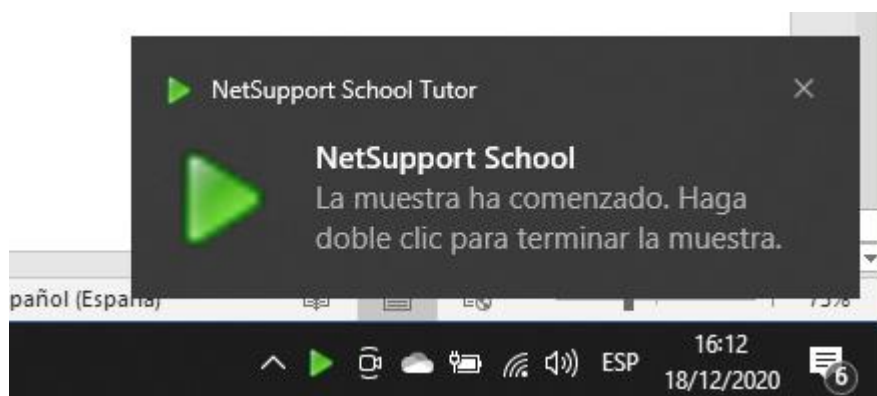 NetSupport School Tutor
NetSupport School
La muestra ha comenzado. Haga
doble clic para terminar la muestra.
pañol (España)
75%
ESP
16:12
18/12/2020
6